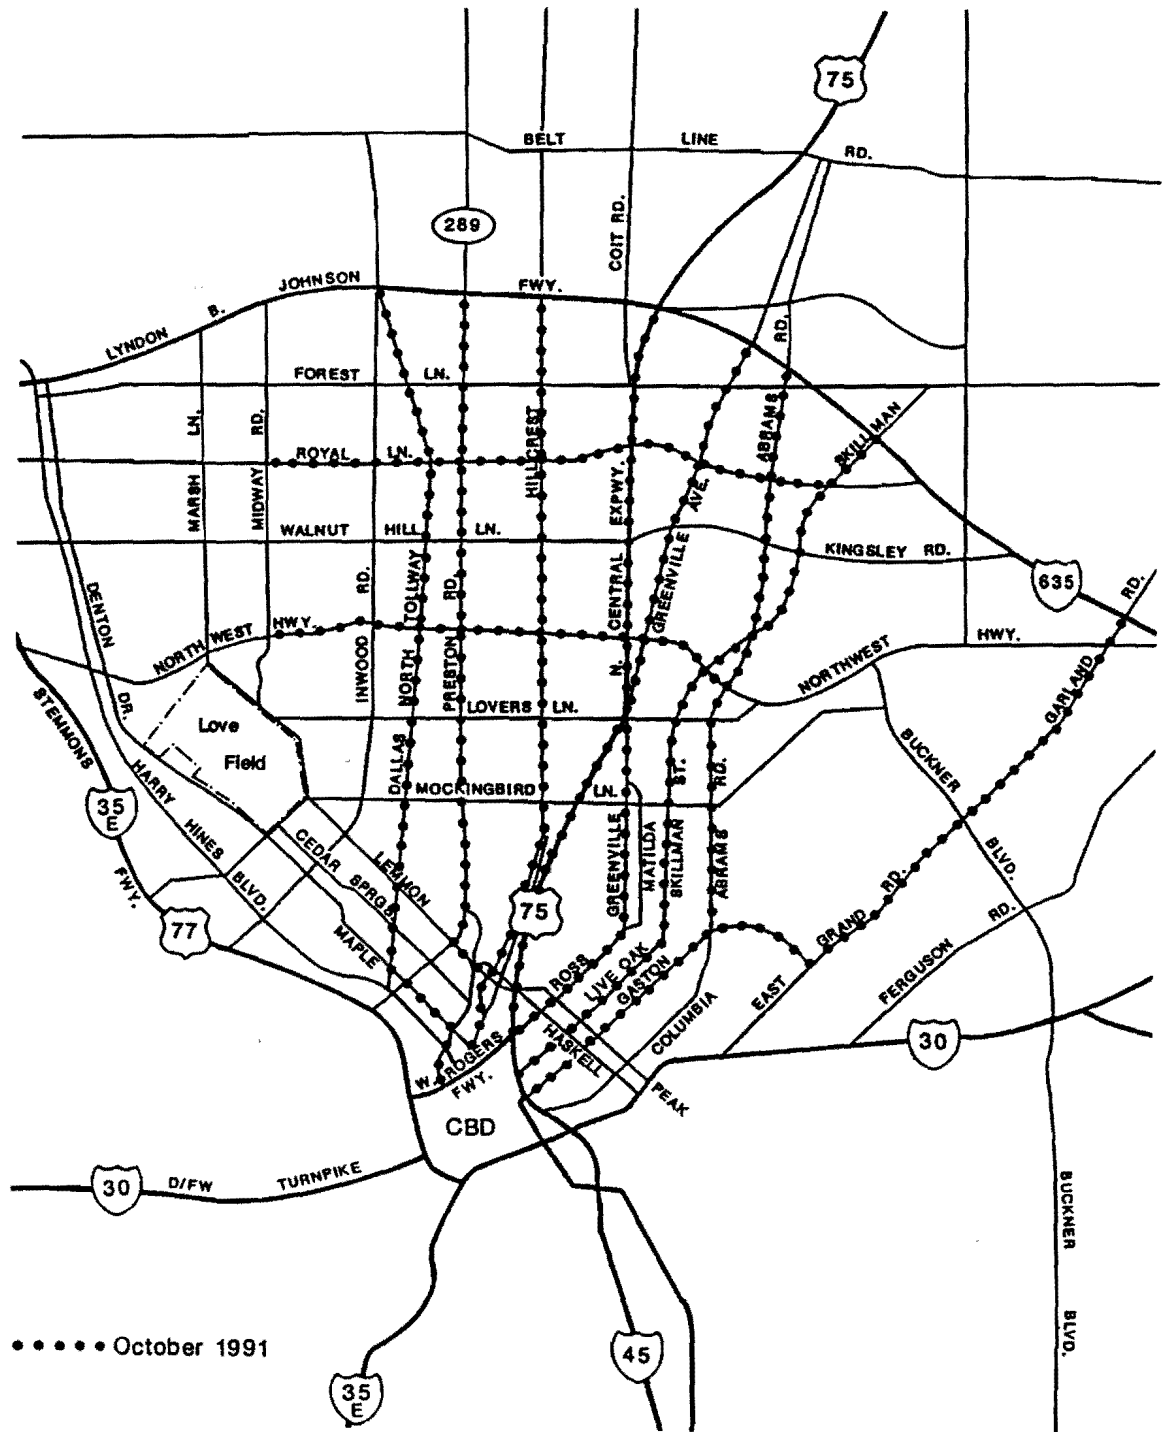 75
BELT LINE RD.
289
COIT RD.
JOHNSON FWY.
LYNDON B.
RD.
FOREST LN.
MARSH LN.
MIDWAY RD.
ROYAL LN.
HILLCREST
N. CENTRAL EXPWY.
GREENVILLE AVE.
ABRAMS
SKILLMAN
WALNUT HILL LN.
KINGSLEY RD.
635
RD.
DENTON DR.
NORTHWEST HWY.
INWOOD RD.
DALLAS NORTH TOLLWAY
PRESTON RD.
NORTHWEST HWY.
STEMMONS FWY.
Love
Field
LOVERS LN.
GARLAND
BUCKNER BLVD.
35
E
HARRY HINES BLVD.
MOCKINGBIRD LN.
GREENVILLE
MATILDA
SKILLMAN ST.
ABRAMS RD.
CEDAR SPRGS.
LEMMON
75
77
MAPLE
ROSS
LIVE OAK
GASTON
EAST GRAND RD.
FERGUSON RD.
COLUMBIA
HASKELL
PEAK
W. ROGERS
FWY.
30
CBD
30
D/FW TURNPIKE
BUCKNER BLVD.
October 1991
45
35
E